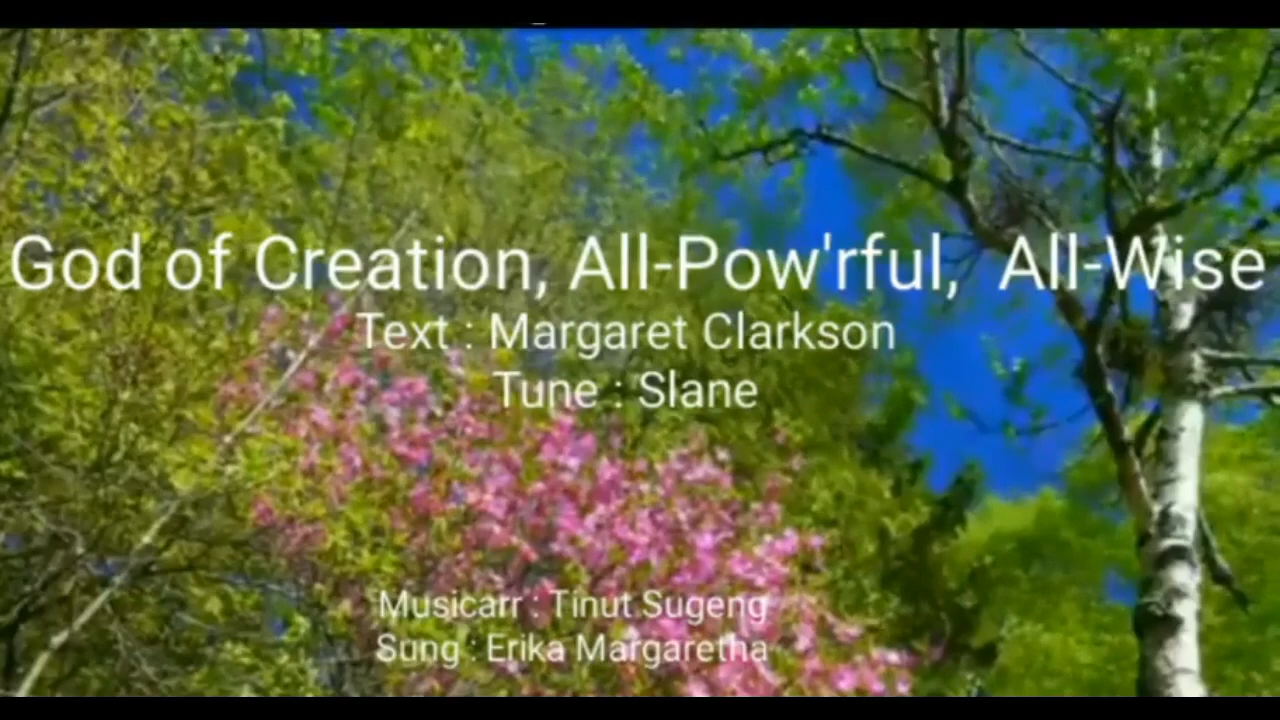 God of Creation, All-Pow'rful, All-Wise
Text : Margaret Clarkson
Tune : Slane
Musicarr : Tinut Sugeng
Sung : Erika Margaretha